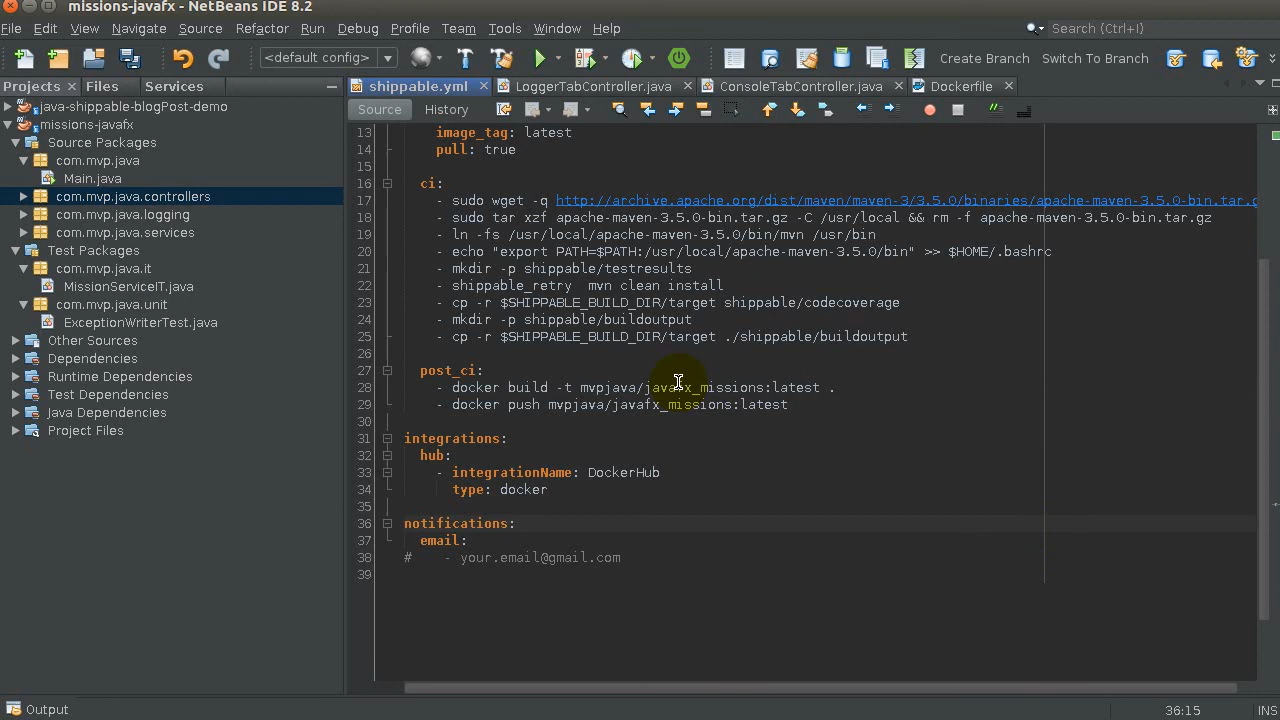 missions-javafx - NetBeans IDE 8.2
File Edit View Navigate Source Refactor Run Debug Profile Team Tools Window Help Search (Ctrl+I)
<default config> Create Branch Switch To Branch
Projects Files Services
shippable.yml LoggerTabController.java ConsoleTabController.java Dockerfile
Source History
java-shippable-blogPost-demo
missions-javafx
Source Packages
com.mvp.java
Main.java
com.mvp.java.controllers
com.mvp.java.logging
com.mvp.java.services
Test Packages
com.mvp.java.it
MissionServiceIT.java
com.mvp.java.unit
ExceptionWriterTest.java
Other Sources
Dependencies
Runtime Dependencies
Test Dependencies
Java Dependencies
Project Files
13 image_tag: latest
14 pull: true
15
16 ci:
17 - sudo wget -q http://archive.apache.org/dist/maven/maven-3/3.5.0/binaries/apache-maven-3.5.0-bin.tar.g
18 - sudo tar xzf apache-maven-3.5.0-bin.tar.gz -C /usr/local && rm -f apache-maven-3.5.0-bin.tar.gz
19 - ln -fs /usr/local/apache-maven-3.5.0/bin/mvn /usr/bin
20 - echo "export PATH=$PATH:/usr/local/apache-maven-3.5.0/bin" >> $HOME/.bashrc
21 - mkdir -p shippable/testresults
22 - shippable_retry  mvn clean install
23 - cp -r $SHIPPABLE_BUILD_DIR/target shippable/codecoverage
24 - mkdir -p shippable/buildoutput
25 - cp -r $SHIPPABLE_BUILD_DIR/target ./shippable/buildoutput
26
27 post_ci:
28 - docker build -t mvpjava/javafx_missions:latest .
29 - docker push mvpjava/javafx_missions:latest
30
31 integrations:
32 hub:
33 - integrationName: DockerHub
34 type: docker
35
36 notifications:
37 email:
38 # - your.email@gmail.com
39
Output
36:15 INS